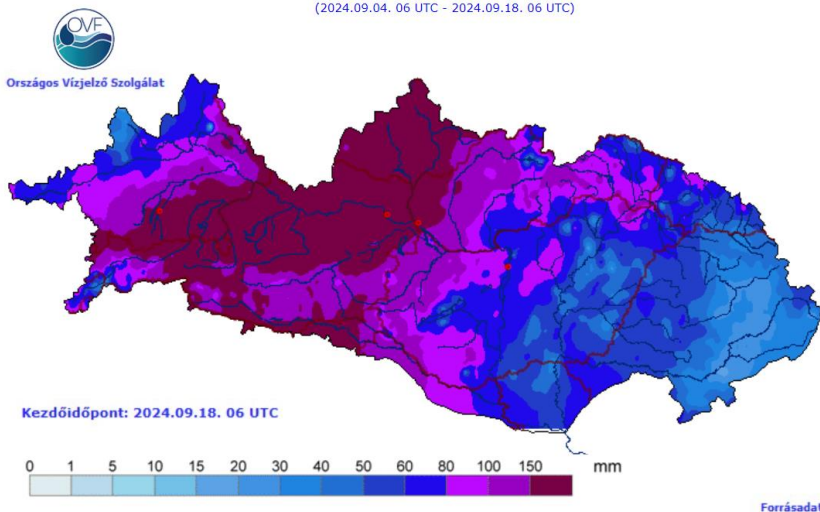 (2024.09.04. 06 UTC - 2024.09.18. 06 UTC)
OVF
Országos Vízjelző Szolgálat
Kezdőidőpont: 2024.09.18. 06 UTC
0 1 5 10 15 20 30 40 50 60 80 100 150 mm
Forrásadat